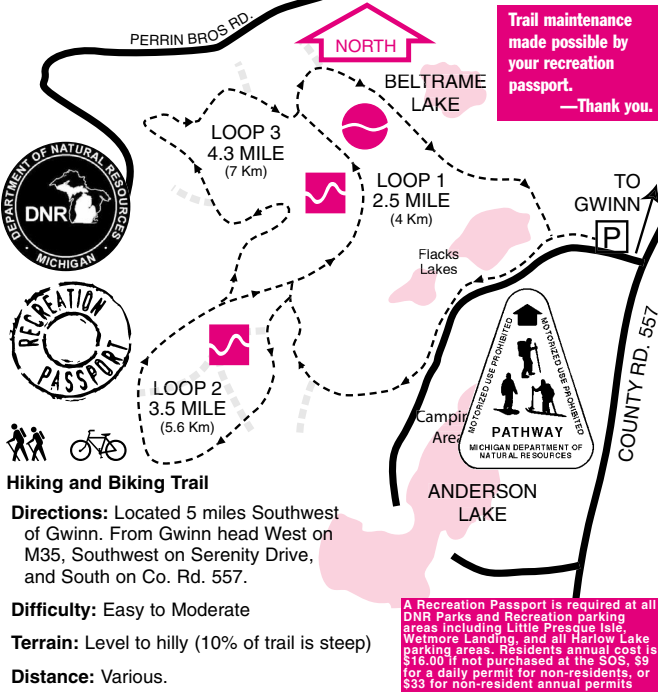 PERRIN BROS RD.
NORTH
Trail maintenance
made possible by
your recreation
passport.
—Thank you.
BELTRAME
LAKE
LOOP 3
4.3 MILE
(7 Km)
LOOP 1
2.5 MILE
(4 Km)
TO
GWINN
P
DEPARTMENT OF NATURAL RESOURCES
DNR
MICHIGAN
Flacks
Lakes
RECREATION
PASSPORT
LOOP 2
3.5 MILE
(5.6 Km)
MOTORIZED USE PROHIBITED
MOTORIZED USE PROHIBITED
PATHWAY
MICHIGAN DEPARTMENT OF
NATURAL RESOURCES
COUNTY RD. 557
Campin
Area
ANDERSON
LAKE
Hiking and Biking Trail
Directions: Located 5 miles Southwest
of Gwinn. From Gwinn head West on
M35, Southwest on Serenity Drive,
and South on Co. Rd. 557.
Difficulty: Easy to Moderate
Terrain: Level to hilly (10% of trail is steep)
Distance: Various.
A Recreation Passport is required at all
DNR Parks and Recreation parking
areas including Little Presque Isle,
Wetmore Landing, and all Harlow Lake
parking areas. Residents annual cost is
$16.00 if not purchased at the SOS, $9
for a daily permit for non-residents, or
$33 for non-resident annual permits